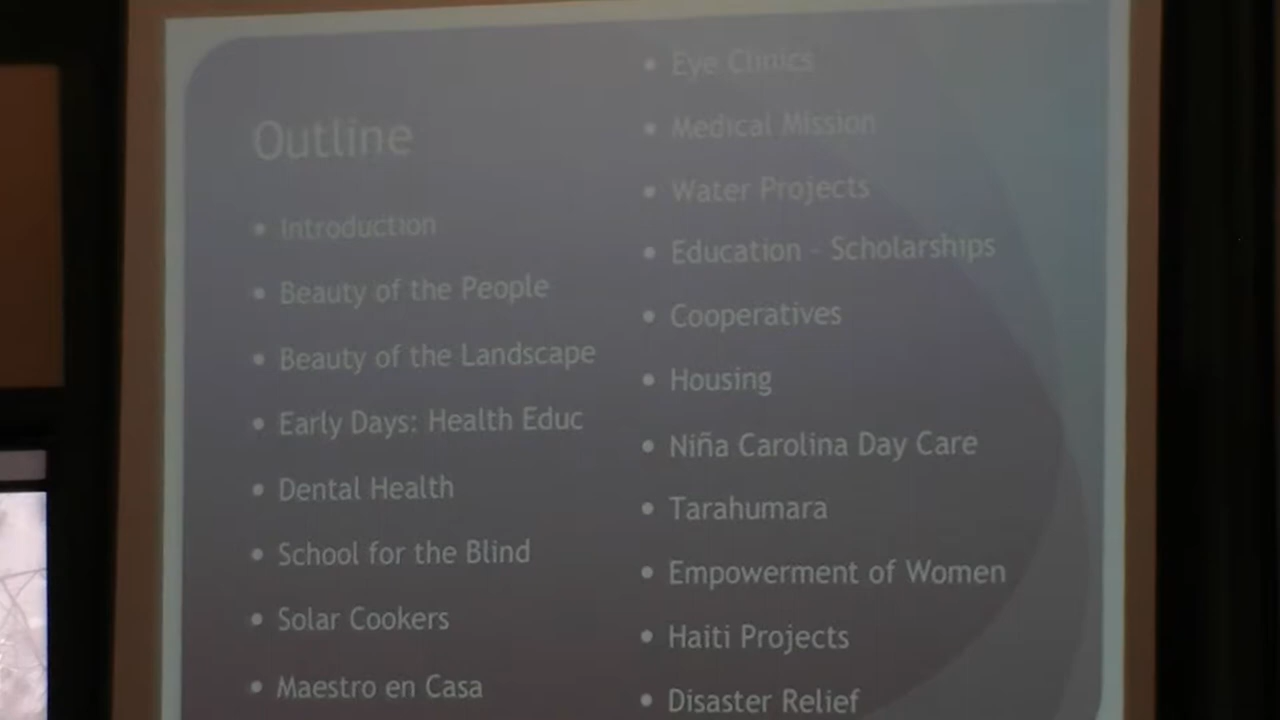 Outline
Introduction
Beauty of the People
Beauty of the Landscape
Early Days: Health Educ
Dental Health
School for the Blind
Solar Cookers
Maestro en Casa
Eye Clinics
Medical Mission
Water Projects
Education - Scholarships
Cooperatives
Housing
Niña Carolina Day Care
Tarahumara
Empowerment of Women
Haiti Projects
Disaster Relief